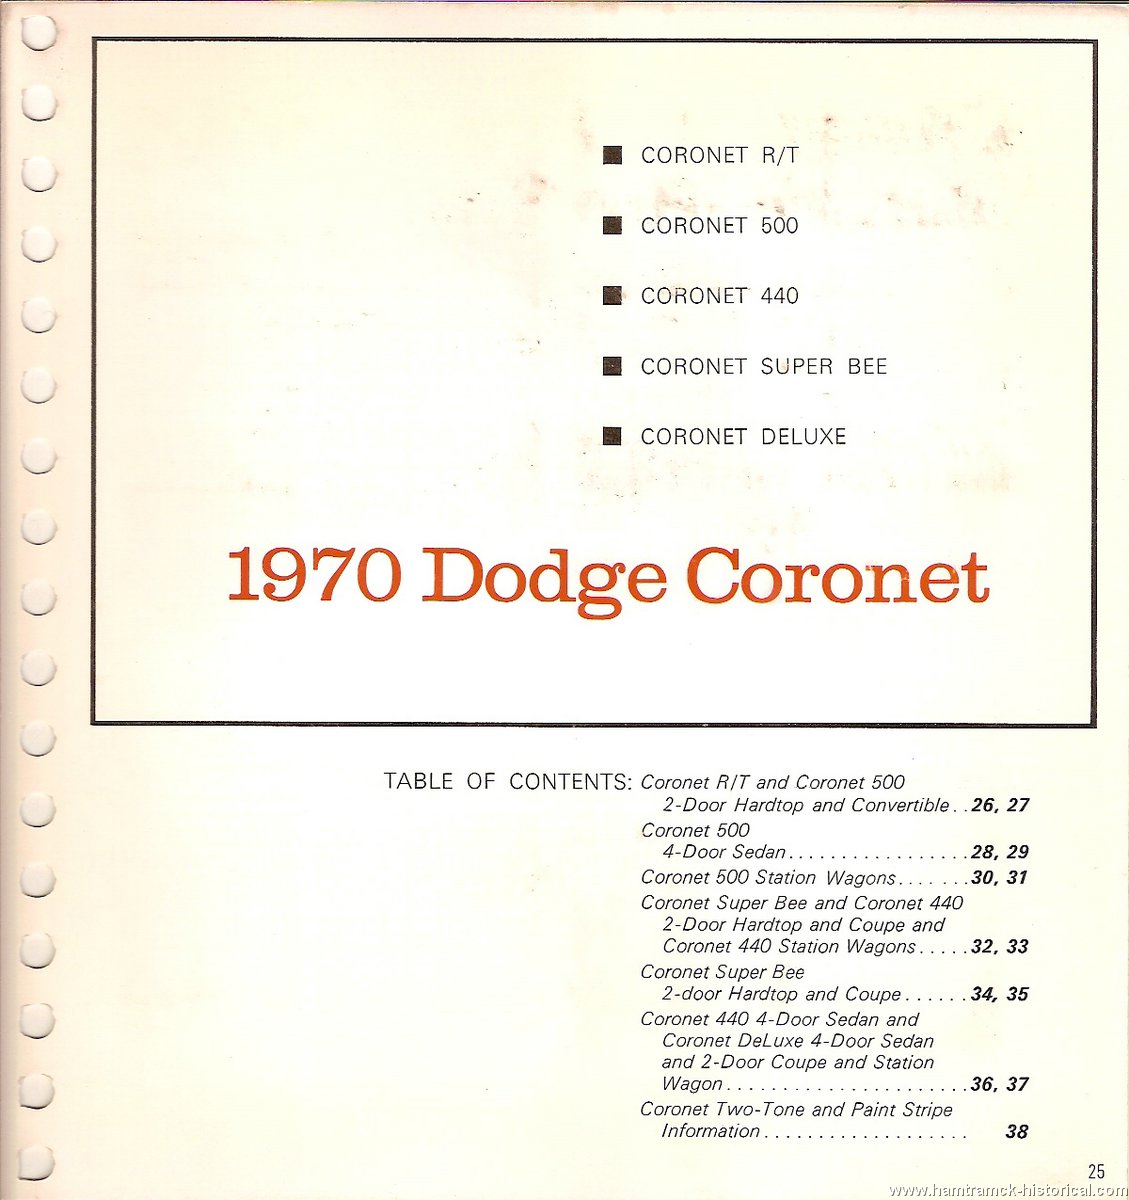 CORONET R/T
CORONET 500
CORONET 440
CORONET SUPER BEE
CORONET DELUXE
1970 Dodge Coronet
TABLE OF CONTENTS: Coronet R/T and Coronet 500
2-Door Hardtop and Convertible. .26, 27
Coronet 500
4-Door Sedan.................28, 29
Coronet 500 Station Wagons.......30, 31
Coronet Super Bee and Coronet 440
2-Door Hardtop and Coupe and
Coronet 440 Station Wagons.....32, 33
Coronet Super Bee
2-door Hardtop and Coupe......34, 35
Coronet 440 4-Door Sedan and
Coronet DeLuxe 4-Door Sedan
and 2-Door Coupe and Station
Wagon.......................36, 37
Coronet Two-Tone and Paint Stripe
Information................... 38
25
www.hamtramck-historical.com